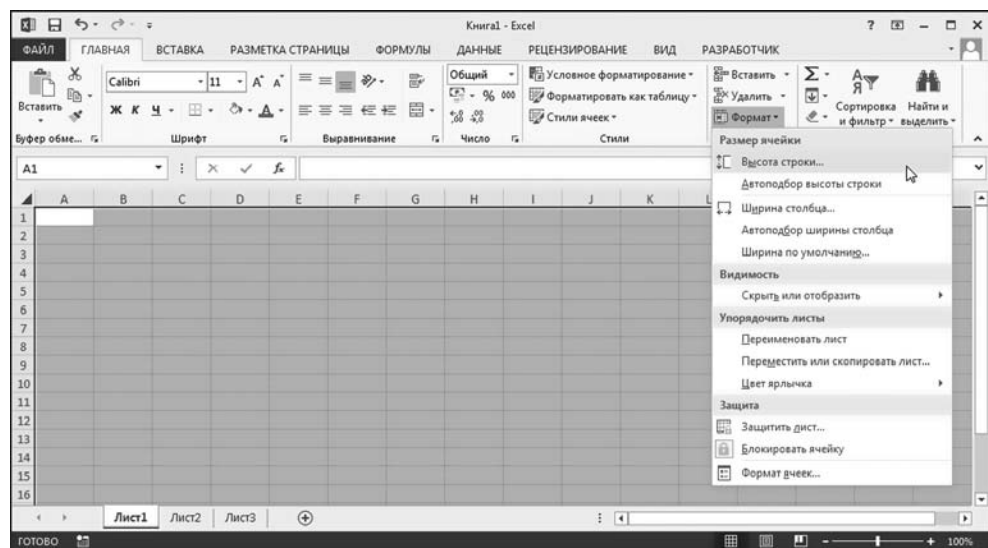 Книга1 - Excel
ФАЙЛ ГЛАВНАЯ ВСТАВКА РАЗМЕТКА СТРАНИЦЫ ФОРМУЛЫ ДАННЫЕ РЕЦЕНЗИРОВАНИЕ ВИД РАЗРАБОТЧИК
Вставить
Буфер обме...
Calibri 11
Ж К Ч
Шрифт
Выравнивание
Общий
% 000
Число
Условное форматирование
Форматировать как таблицу
Стили ячеек
Стили
Вставить
Удалить
Формат
Сортировка и фильтр
Найти и выделить
A1
A B C D E F G H I J K L
1
2
3
4
5
6
7
8
9
10
11
12
13
14
15
16
Размер ячейки
Высота строки...
Автоподбор высоты строки
Ширина столбца...
Автоподбор ширины столбца
Ширина по умолчанию...
Видимость
Скрыть или отобразить
Упорядочить листы
Переименовать лист
Переместить или скопировать лист...
Цвет ярлычка
Защита
Защитить лист...
Блокировать ячейку
Формат ячеек...
Лист1 Лист2 Лист3
ГОТОВО
100%